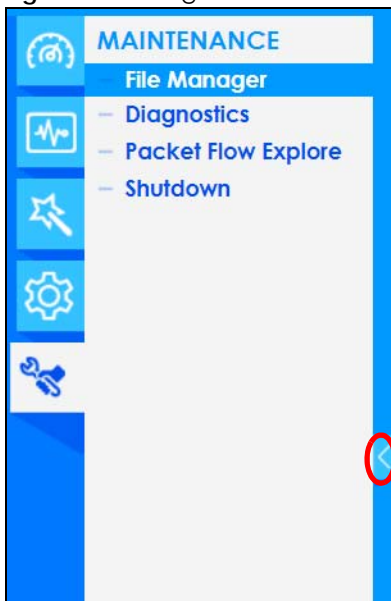 MAINTENANCE
– File Manager
– Diagnostics
– Packet Flow Explore
– Shutdown